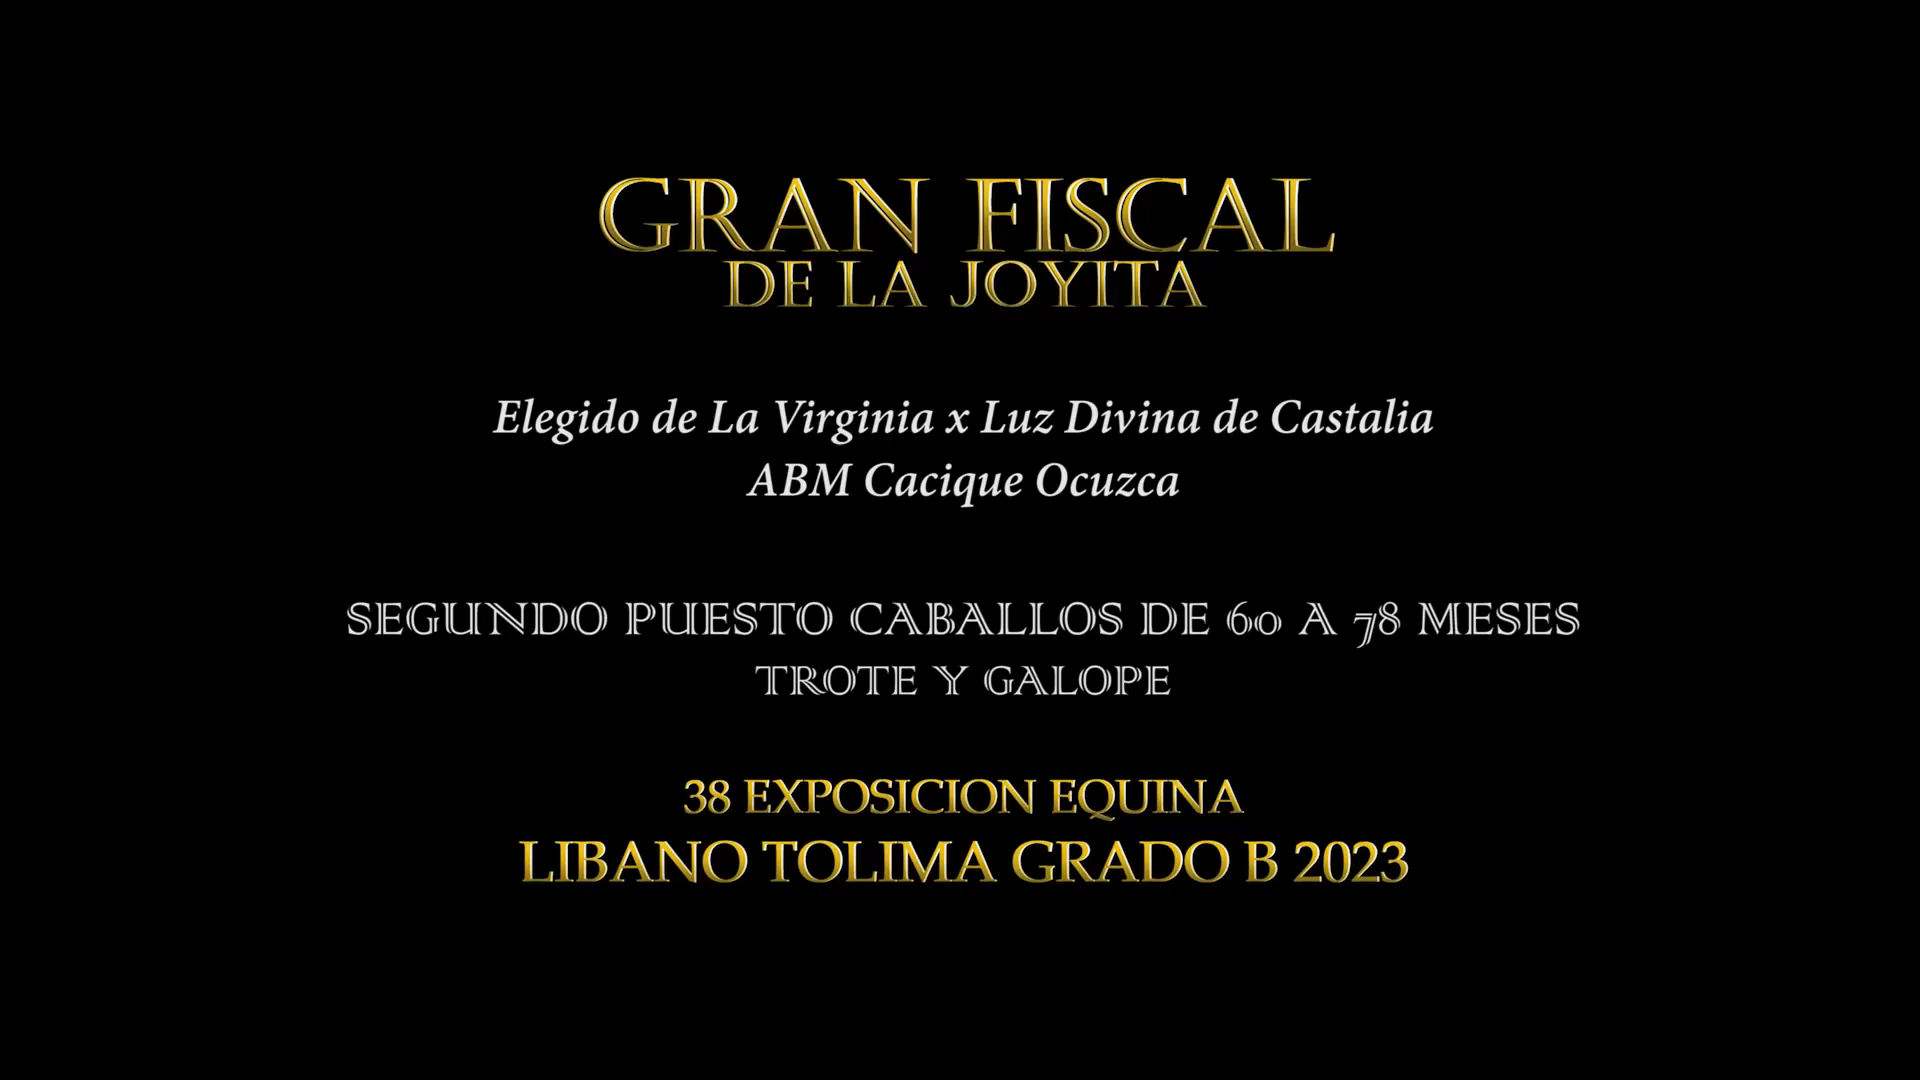 GRAN FISCAL
DE LA JOYITA
Elegido de La Virginia x Luz Divina de Castalia
ABM Cacique Ocuzca
SEGUNDO PUESTO CABALLOS DE 60 A 78 MESES
TROTE Y GALOPE
38 EXPOSICION EQUINA
LIBANO TOLIMA GRADO B 2023